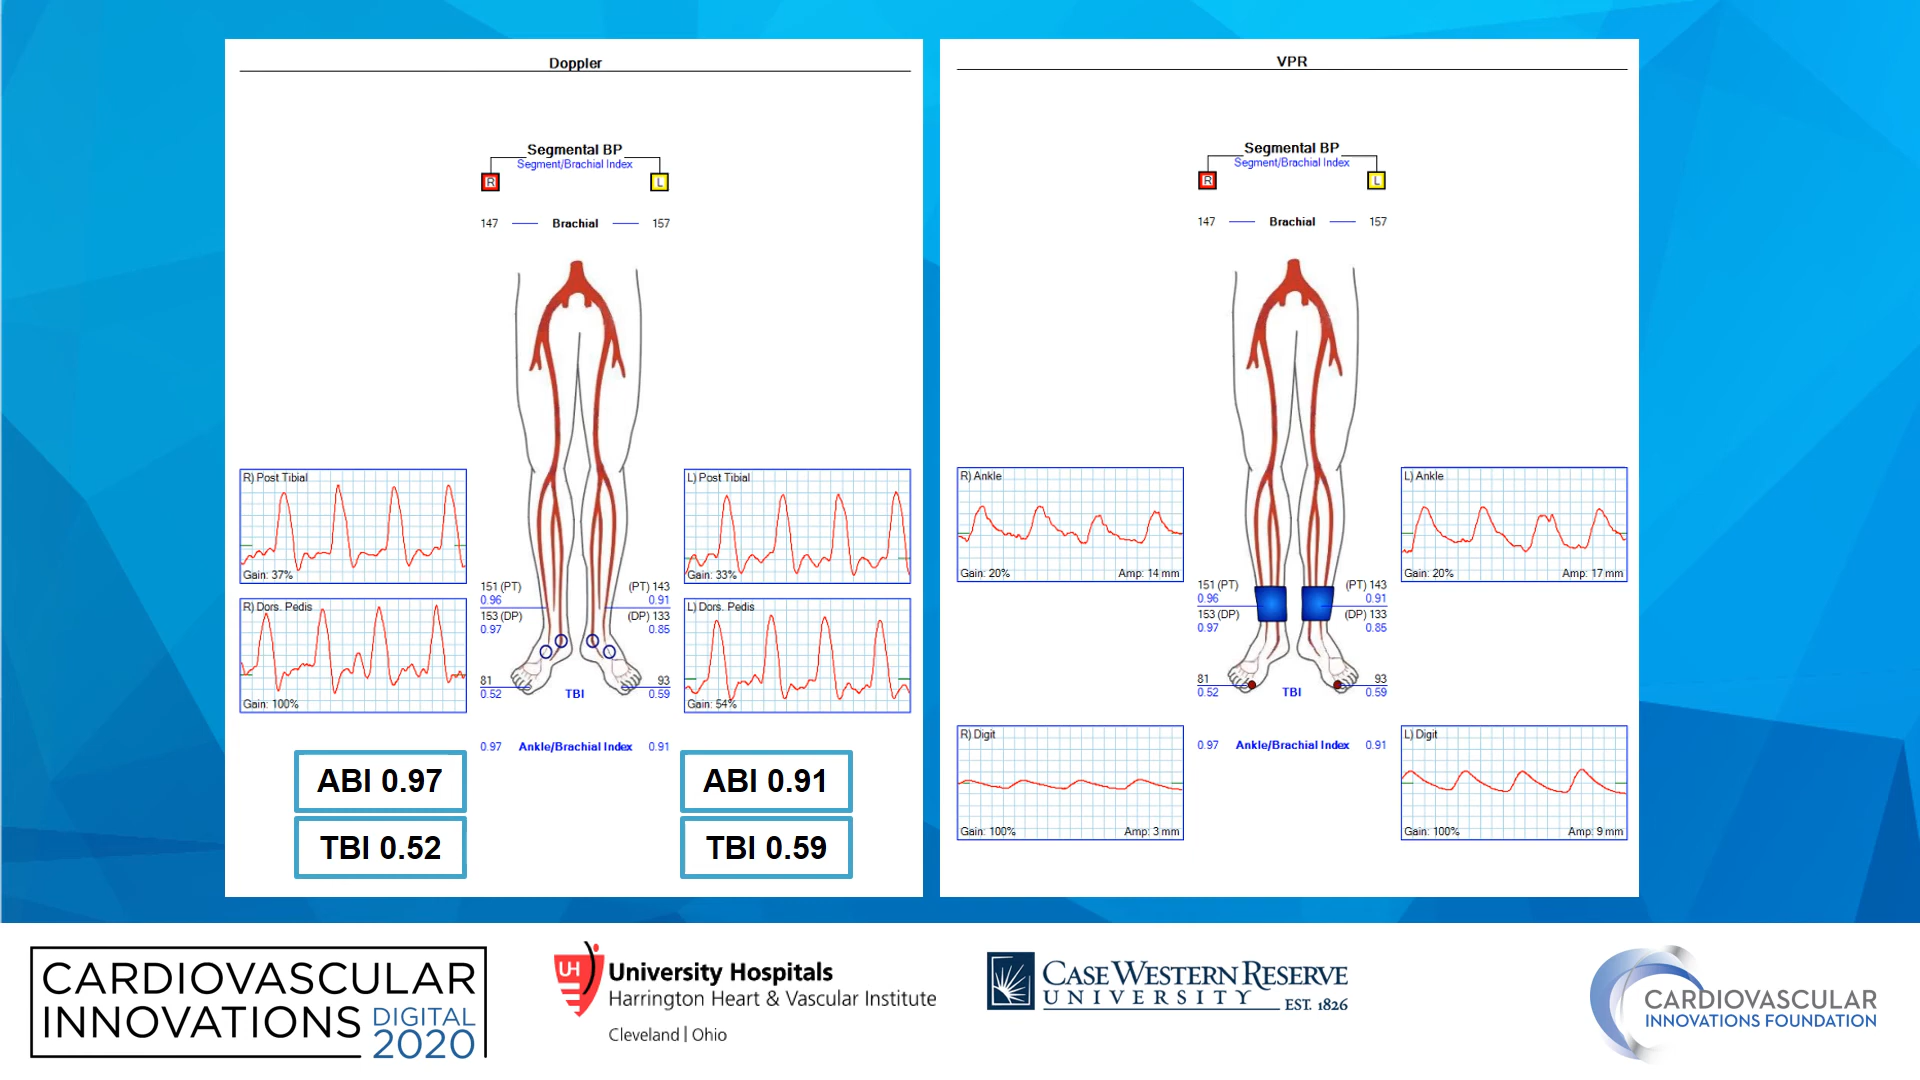 Doppler
Segmental BP
Segment/Brachial Index
R
L
147
Brachial
157
R) Post Tibial
Gain: 37%
L) Post Tibial
Gain: 33%
151 (PT)
0.96
153 (DP)
0.97
(PT) 143
0.91
(DP) 133
0.85
R) Dors. Pedis
Gain: 100%
L) Dors. Pedis
Gain: 54%
81
0.52
TBI
93
0.59
0.97
Ankle/Brachial Index
0.91
ABI 0.97
TBI 0.52
ABI 0.91
TBI 0.59
VPR
Segmental BP
Segment/Brachial Index
R
L
147
Brachial
157
R) Ankle
Gain: 20%
Amp: 14 mm
L) Ankle
Gain: 20%
Amp: 17 mm
151 (PT)
0.96
153 (DP)
0.97
(PT) 143
0.91
(DP) 133
0.85
81
0.52
TBI
93
0.59
0.97
Ankle/Brachial Index
0.91
R) Digit
Gain: 100%
Amp: 3 mm
L) Digit
Gain: 100%
Amp: 9 mm
CARDIOVASCULAR
INNOVATIONS DIGITAL
2020
UH
University Hospitals
Harrington Heart & Vascular Institute
Cleveland | Ohio
CASE WESTERN RESERVE
UNIVERSITY
EST. 1826
CARDIOVASCULAR
INNOVATIONS FOUNDATION